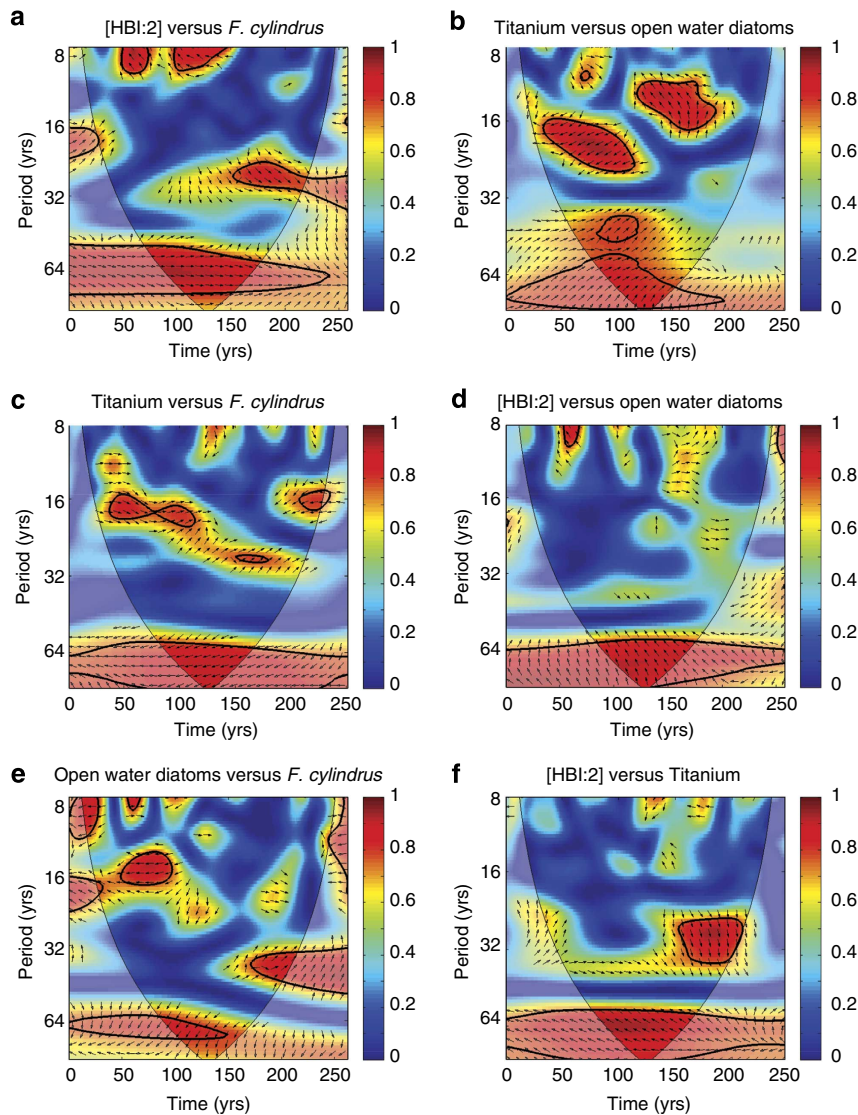 a
[HBI:2] versus F. cylindrus
Period (yrs)
16
32
64
0 50 100 150 200 250
Time (yrs)
1
0.8
0.6
0.4
0.2
0
b
Titanium versus open water diatoms
Period (yrs)
16
32
64
0 50 100 150 200 250
Time (yrs)
1
0.8
0.6
0.4
0.2
0
c
Titanium versus F. cylindrus
Period (yrs)
8
16
32
64
0 50 100 150 200 250
Time (yrs)
1
0.8
0.6
0.4
0.2
0
d
[HBI:2] versus open water diatoms
Period (yrs)
8
16
32
64
0 50 100 150 200 250
Time (yrs)
1
0.8
0.6
0.4
0.2
0
e
Open water diatoms versus F. cylindrus
Period (yrs)
8
16
32
64
0 50 100 150 200 250
Time (yrs)
1
0.8
0.6
0.4
0.2
0
f
[HBI:2] versus Titanium
Period (yrs)
8
16
32
64
0 50 100 150 200 250
Time (yrs)
1
0.8
0.6
0.4
0.2
0